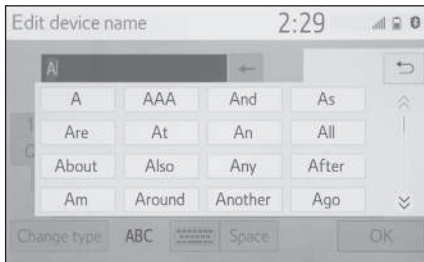 Edit device name 2:29
A
A AAA And As
Are At An All
About Also Any After
Am Around Another Ago
Change type ABC Space OK